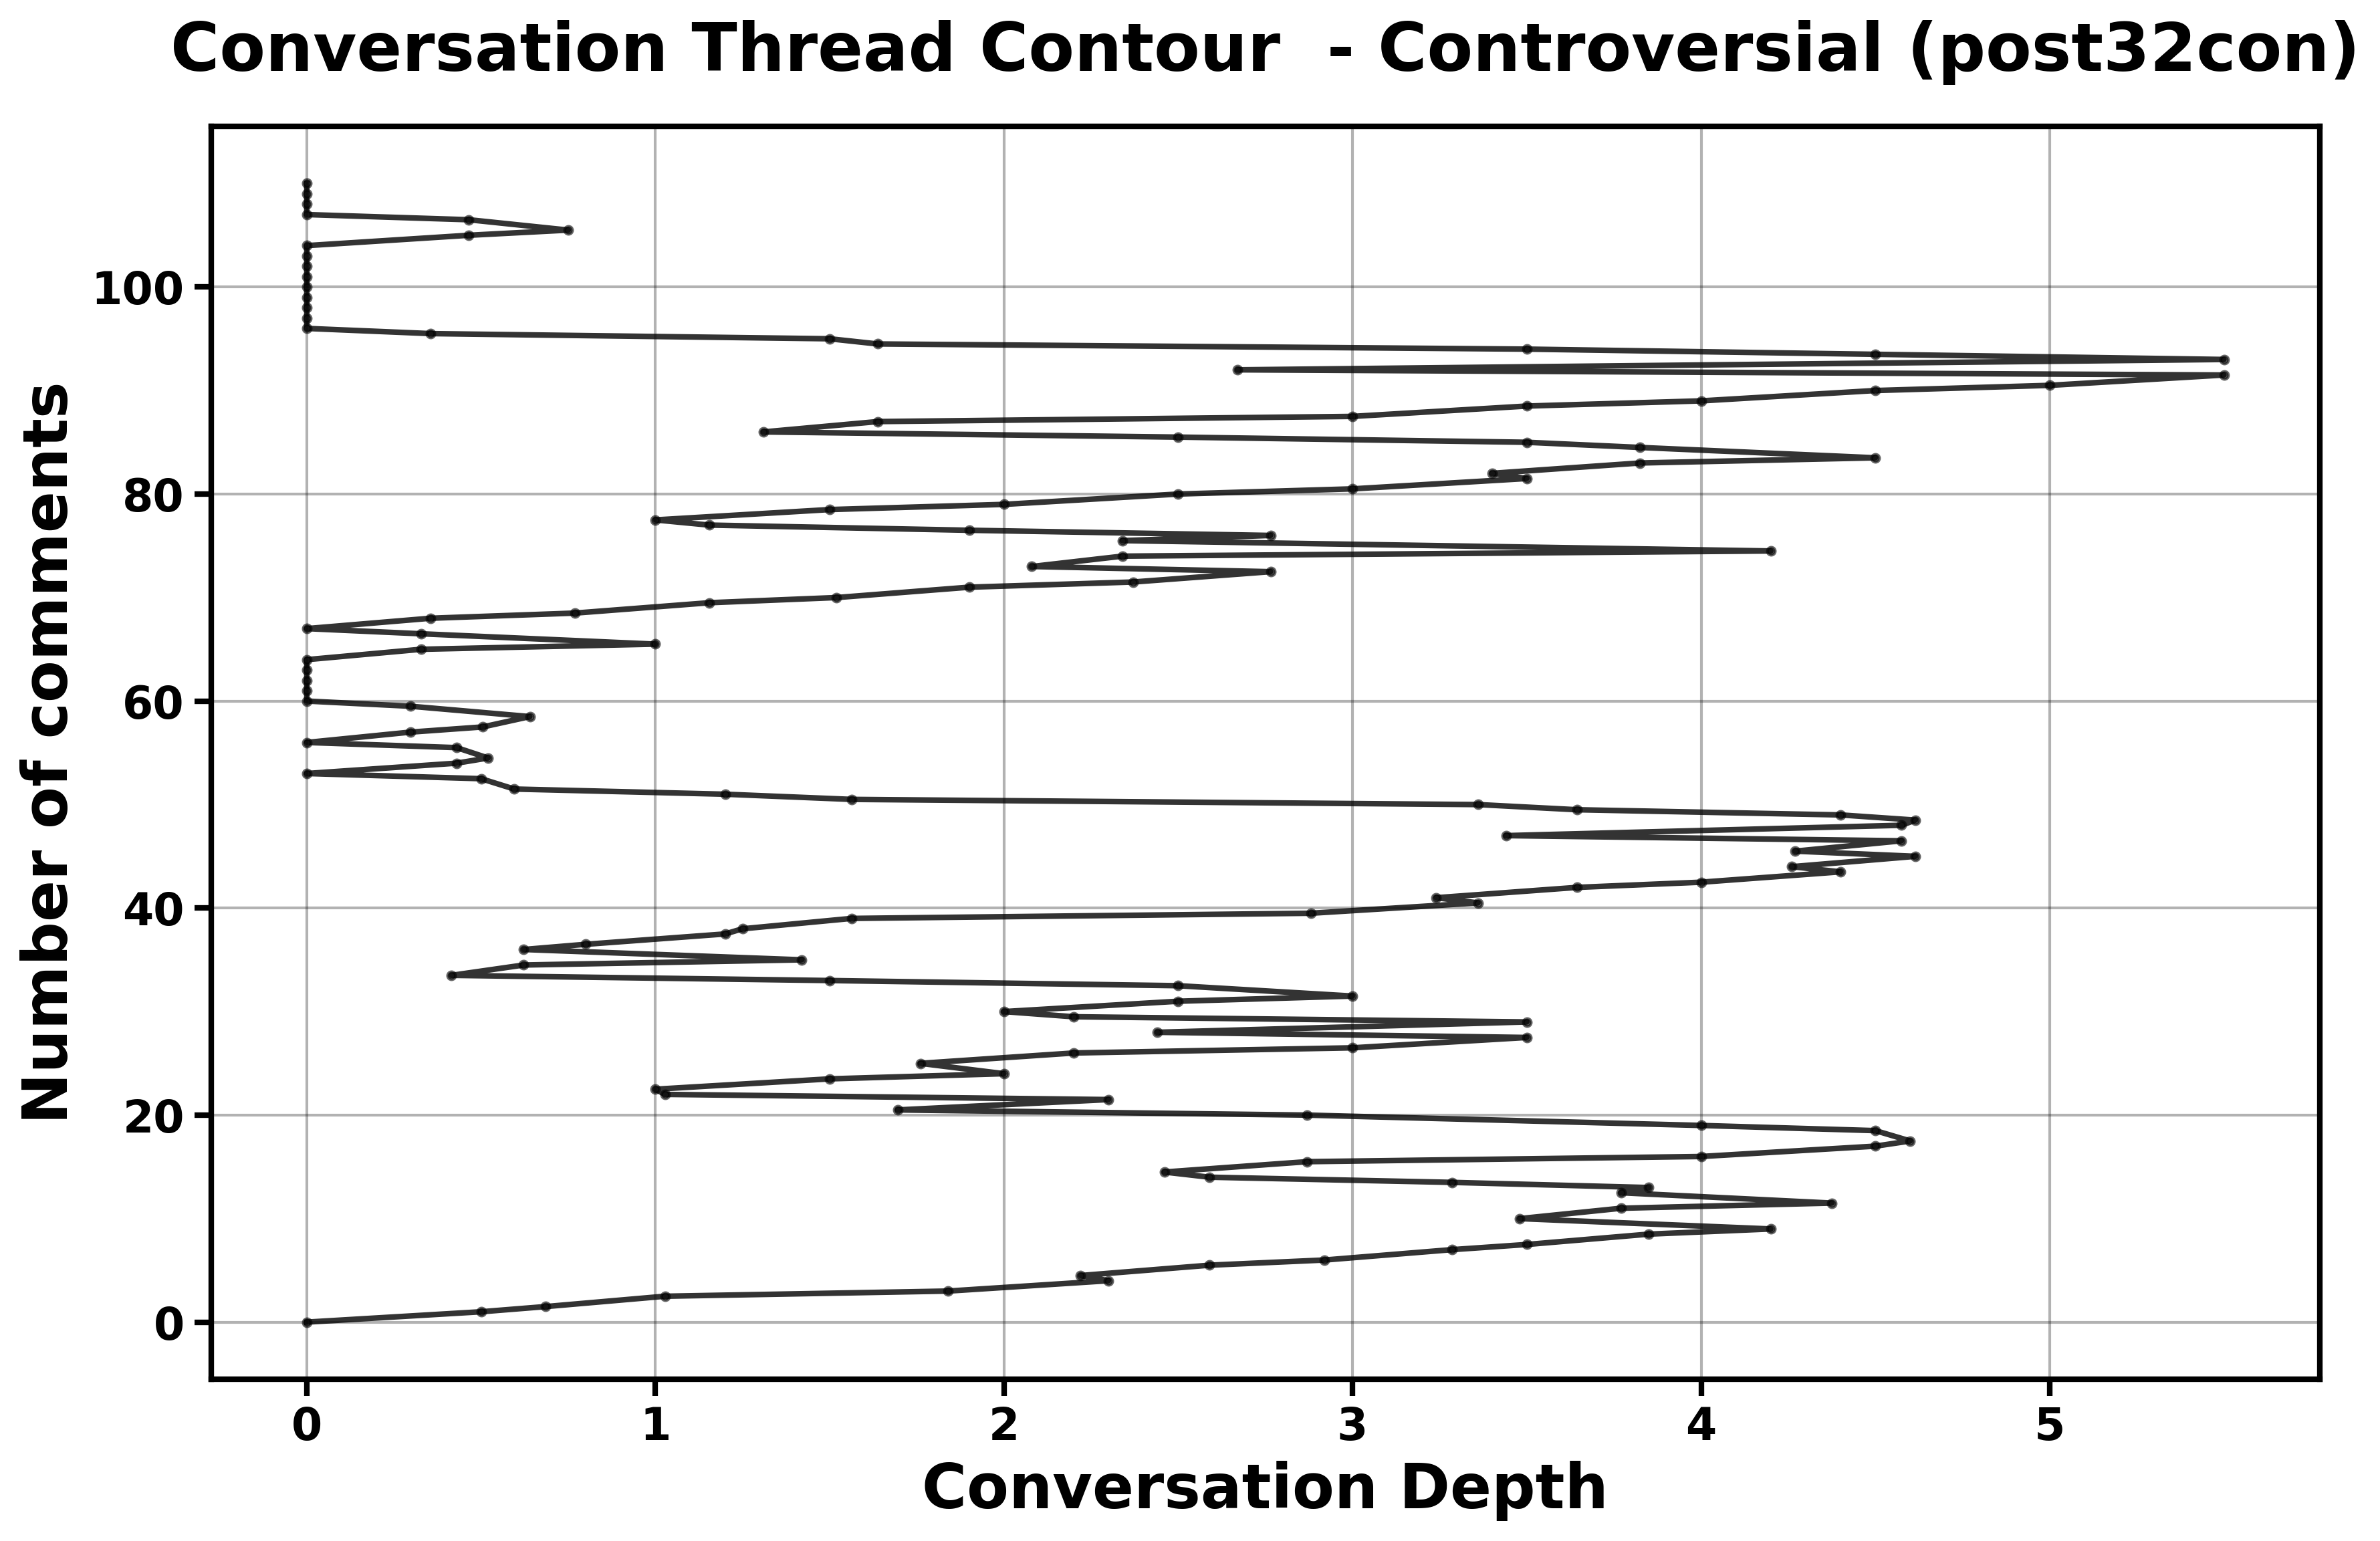 Conversation Thread Contour  - Controversial (post32con)
Number of comments
100
80
60
40
20
0
0 1 2 3 4 5
Conversation Depth